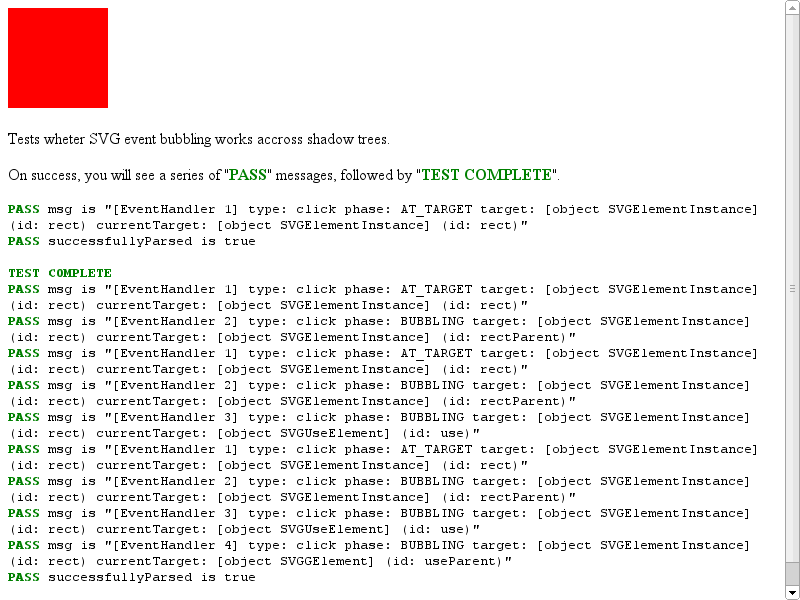 Tests wheter SVG event bubbling works accross shadow trees.
On success, you will see a series of "PASS" messages, followed by "TEST COMPLETE".
PASS msg is "[EventHandler 1] type: click phase: AT_TARGET target: [object SVGElementInstance]
(id: rect) currentTarget: [object SVGElementInstance] (id: rect)"
PASS successfullyParsed is true
TEST COMPLETE
PASS msg is "[EventHandler 1] type: click phase: AT_TARGET target: [object SVGElementInstance]
(id: rect) currentTarget: [object SVGElementInstance] (id: rect)"
PASS msg is "[EventHandler 2] type: click phase: BUBBLING target: [object SVGElementInstance]
(id: rect) currentTarget: [object SVGElementInstance] (id: rectParent)"
PASS msg is "[EventHandler 1] type: click phase: AT_TARGET target: [object SVGElementInstance]
(id: rect) currentTarget: [object SVGElementInstance] (id: rect)"
PASS msg is "[EventHandler 2] type: click phase: BUBBLING target: [object SVGElementInstance]
(id: rect) currentTarget: [object SVGElementInstance] (id: rectParent)"
PASS msg is "[EventHandler 3] type: click phase: BUBBLING target: [object SVGElementInstance]
(id: rect) currentTarget: [object SVGUseElement] (id: use)"
PASS msg is "[EventHandler 1] type: click phase: AT_TARGET target: [object SVGElementInstance]
(id: rect) currentTarget: [object SVGElementInstance] (id: rect)"
PASS msg is "[EventHandler 2] type: click phase: BUBBLING target: [object SVGElementInstance]
(id: rect) currentTarget: [object SVGElementInstance] (id: rectParent)"
PASS msg is "[EventHandler 3] type: click phase: BUBBLING target: [object SVGElementInstance]
(id: rect) currentTarget: [object SVGUseElement] (id: use)"
PASS msg is "[EventHandler 4] type: click phase: BUBBLING target: [object SVGElementInstance]
(id: rect) currentTarget: [object SVGGElement] (id: useParent)"
PASS successfullyParsed is true